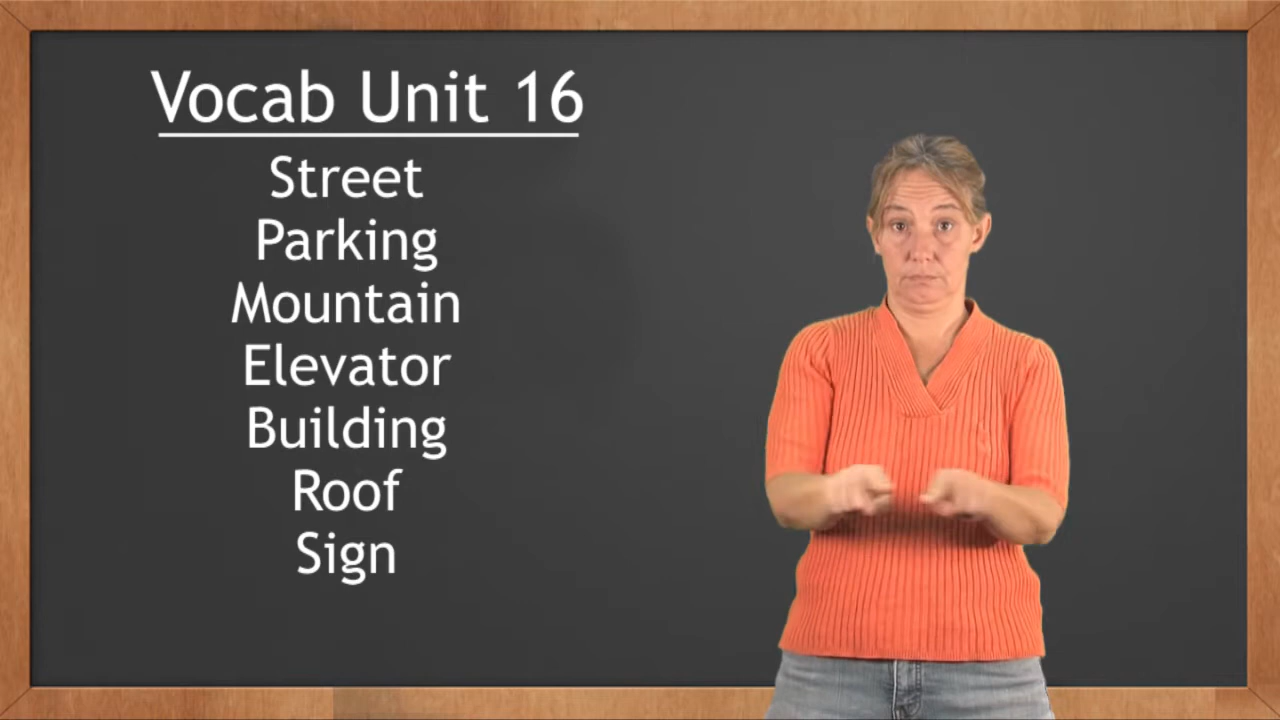 Vocab Unit 16
Street
Parking
Mountain
Elevator
Building
Roof
Sign